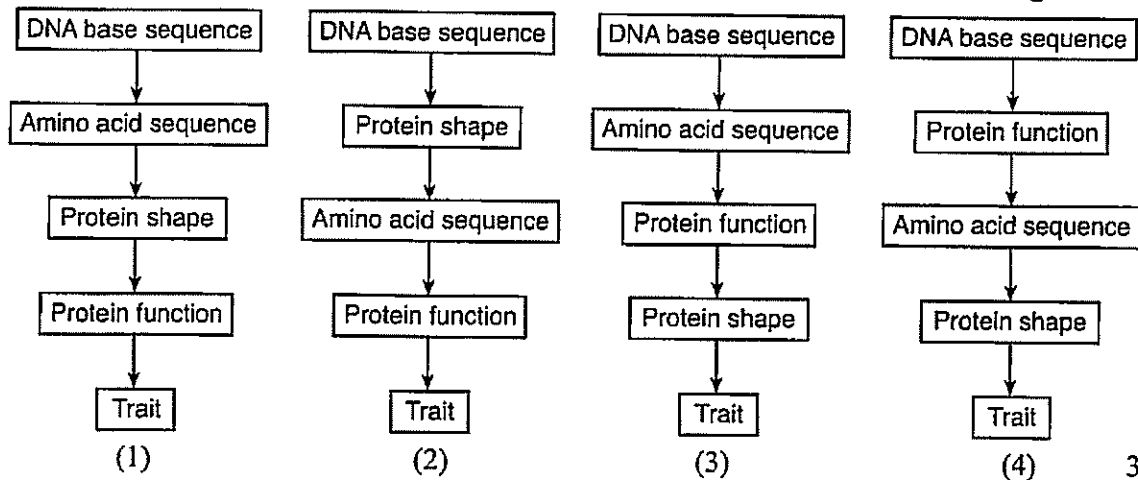 DNA base sequence
Amino acid sequence
Protein shape
Protein function
Trait
(1)
DNA base sequence
Protein shape
Amino acid sequence
Protein function
Trait
(2)
DNA base sequence
Amino acid sequence
Protein function
Protein shape
Trait
(3)
DNA base sequence
Protein function
Amino acid sequence
Protein shape
Trait
(4)
3